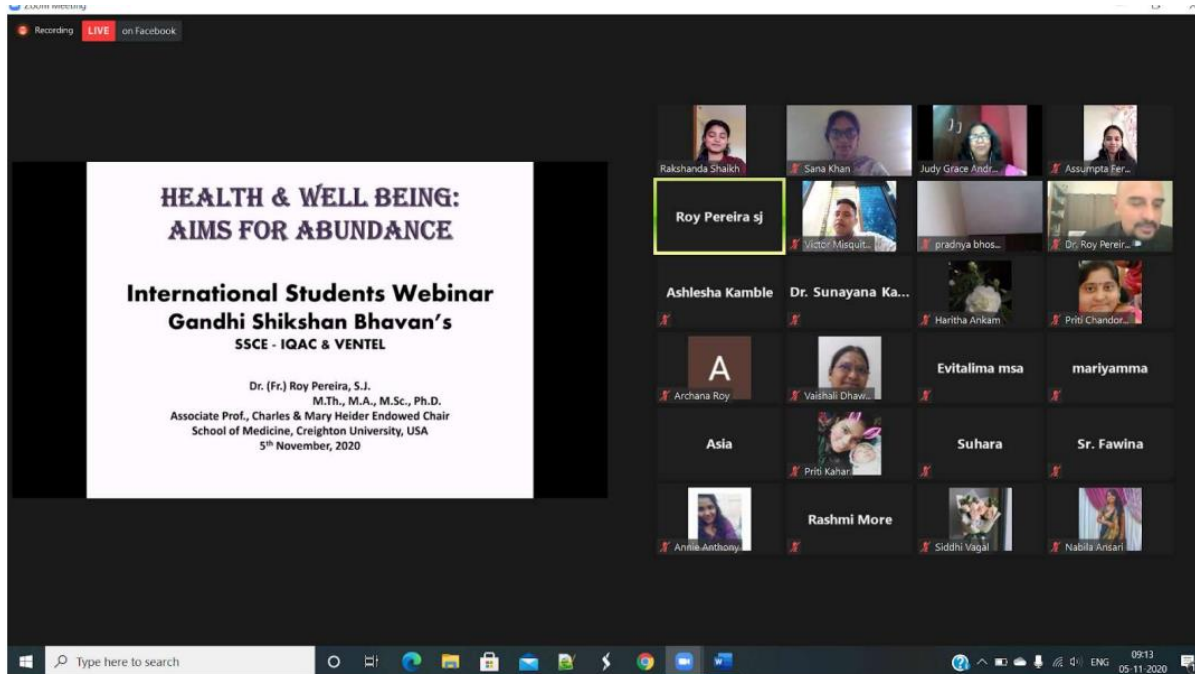 Zoom Meeting
Recording LIVE on Facebook
HEALTH & WELL BEING:
AIMS FOR ABUNDANCE
International Students Webinar
Gandhi Shikshan Bhavan's
SSCE - IQAC & VENTEL
Dr. (Fr.) Roy Pereira, S.J.
M.Th., M.A., M.Sc., Ph.D.
Associate Prof., Charles & Mary Heider Endowed Chair
School of Medicine, Creighton University, USA
5th November, 2020
Rakshanda Shaikh
Sana Khan
Judy Grace Andr...
Assumpta Fer...
Roy Pereira sj
Victor Misquit...
pradnya bhos...
Dr. Roy Pereir...
Ashlesha Kamble
Dr. Sunayana Ka...
Haritha Ankam
Priti Chandor...
A
Archana Roy
Vaishali Dhaw...
Evitalima msa
mariyamma
Asia
Priti Kahar
Suhara
Sr. Fawina
Annie Anthony
Rashmi More
Siddhi Vagal
Nabila Ansari
Type here to search
ENG
09:13
05-11-2020